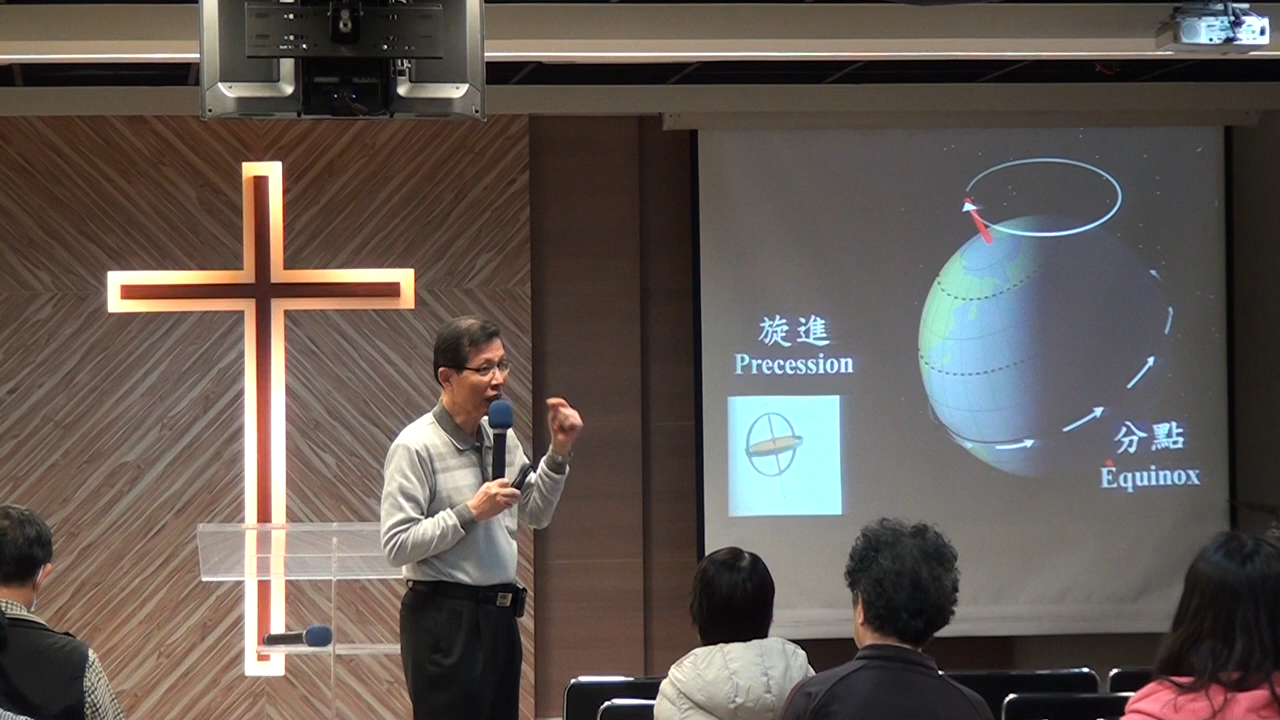 旋進
Precession
分點
Equinox